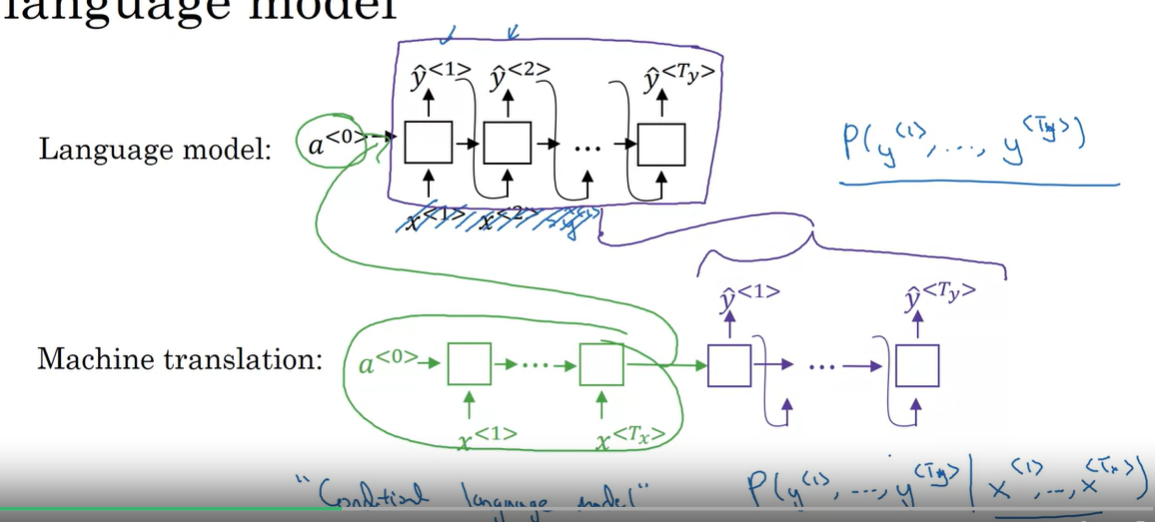 language model
ŷ<1> ŷ<2> ŷ<Ty>
Language model: a<0> ... P(y<1>, ..., y<Ty>)
x<1> x<2> y<1>
ŷ<1> ŷ<Ty>
Machine translation: a<0> ... ...
x<1> x<Tx>
"Conditional language model" P(y<1>, ..., y<Ty> | x<1>, ..., x<Tx>)